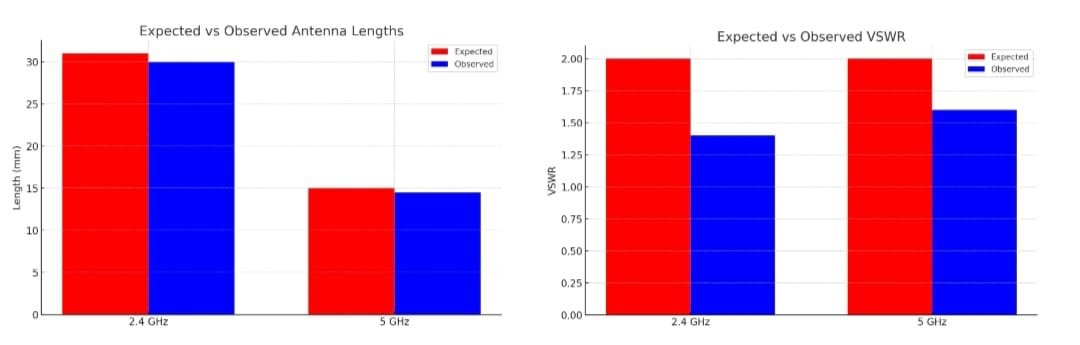 Expected vs Observed Antenna Lengths
Expected
Observed
Length (mm)
30
25
20
15
10
5
0
2.4 GHz
5 GHz
Expected vs Observed VSWR
Expected
Observed
VSWR
2.00
1.75
1.50
1.25
1.00
0.75
0.50
0.25
0.00
2.4 GHz
5 GHz